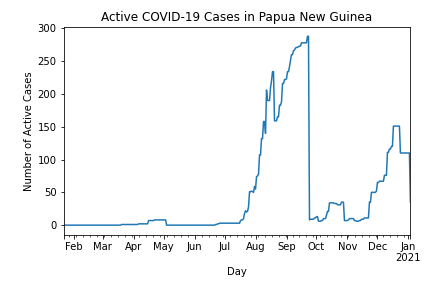 Active COVID-19 Cases in Papua New Guinea
Number of Active Cases
300
250
200
150
100
50
0
Feb Mar Apr May Jun Jul Aug Sep Oct Nov Dec Jan
2021
Day